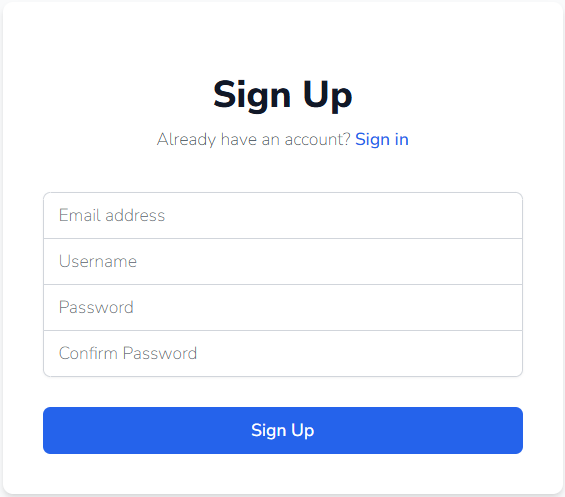 Sign Up
Already have an account? Sign in
Email address
Username
Password
Confirm Password
Sign Up